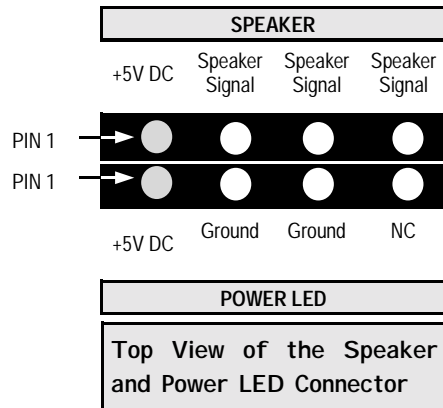 SPEAKER
+5V DC Speaker Signal Speaker Signal Speaker Signal
PIN 1
PIN 1
+5V DC Ground Ground NC
POWER LED
Top View of the Speaker
and Power LED Connector